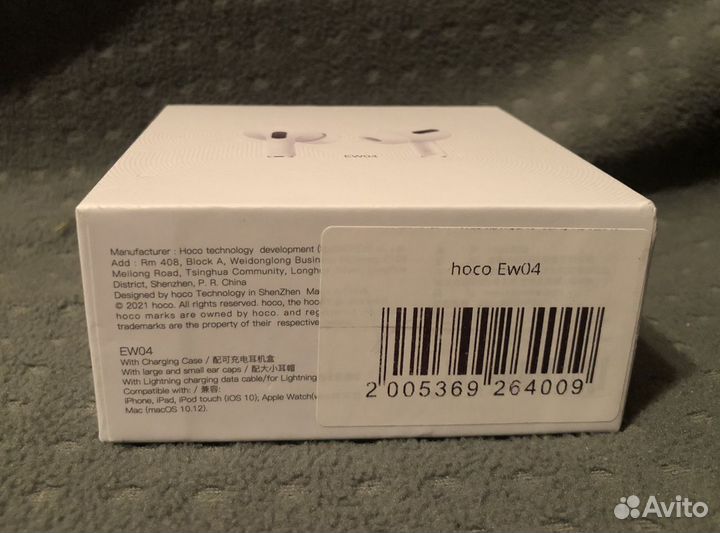 EW04
Manufacturer : Hoco technology development (
Add : Rm 408, Block A, Weidonglong Busin
Meilong Road, Tsinghua Community, Longh
District, Shenzhen, P. R. China
Designed by hoco Technology in ShenZhen Ma
© 2021 hoco. All rights reserved. hoco, the hoc
hoco marks are owned by hoco. and reg
trademarks are the property of their respective
EW04
With Charging Case / 配可充电耳机盒
With large and small ear caps / 配大小耳帽
With Lightning charging data cable/for Lightning
Compatible with: / 兼容:
iPhone, iPad, iPod touch (iOS 10); Apple Watch(w
Mac (macOS 10.12).
hoco Ew04
2 005369 264009
Avito